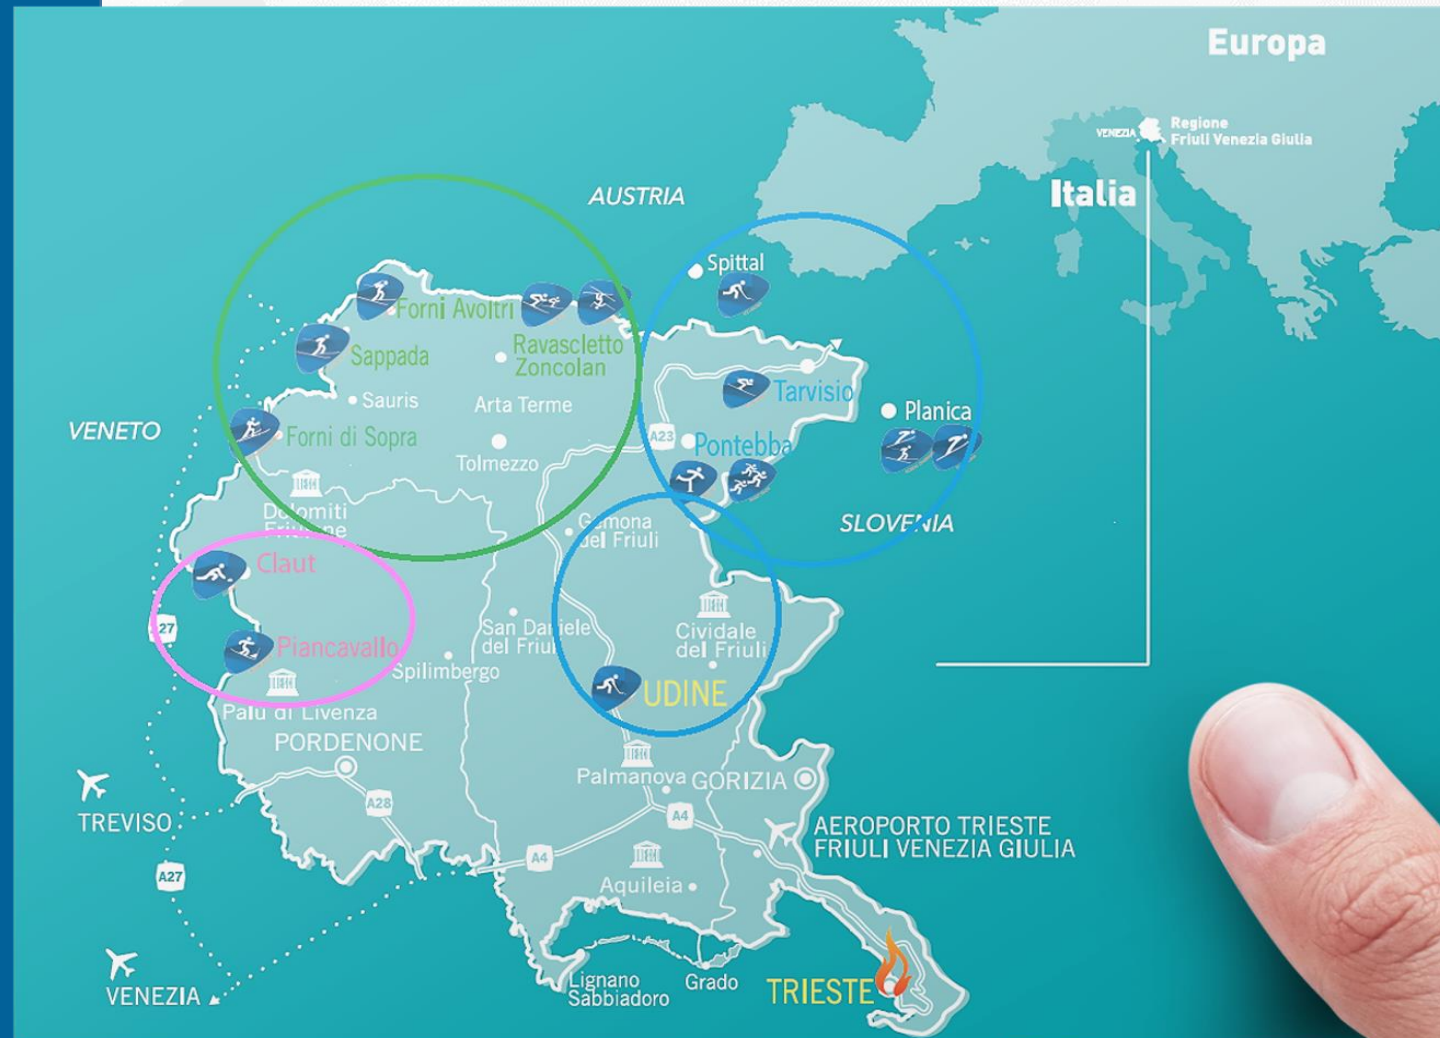 Europa
VENEZIA
Regione
Friuli Venezia Giulia
Italia
AUSTRIA
Spittal
Forni Avoltri
Sappada
Ravascletto
Zoncolan
Sauris
Arta Terme
Tarvisio
Planica
VENETO
Forni di Sopra
A23
Pontebba
Tolmezzo
Dolomiti
Friulane
Gemona
del Friuli
SLOVENIA
Claut
A27
San Daniele
del Friuli
Cividale
del Friuli
Piancavallo
Spilimbergo
UDINE
Palù di Livenza
PORDENONE
Palmanova
GORIZIA
A28
A4
TREVISO
AEROPORTO TRIESTE
FRIULI VENEZIA GIULIA
A4
A27
Aquileia
VENEZIA
Lignano
Sabbiadoro
Grado
TRIESTE